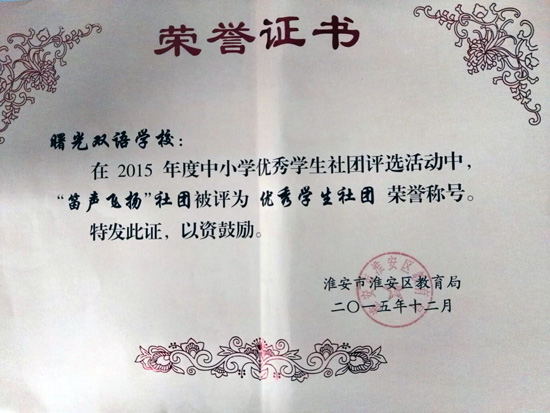 荣誉证书
曙光双语学校：
在 2015 年度中小学优秀学生社团评选活动中，
“笛声飞扬”社团被评为 优秀学生社团 荣誉称号。
特发此证，以资鼓励。
淮安市淮安区教育局
二〇一五年十二月